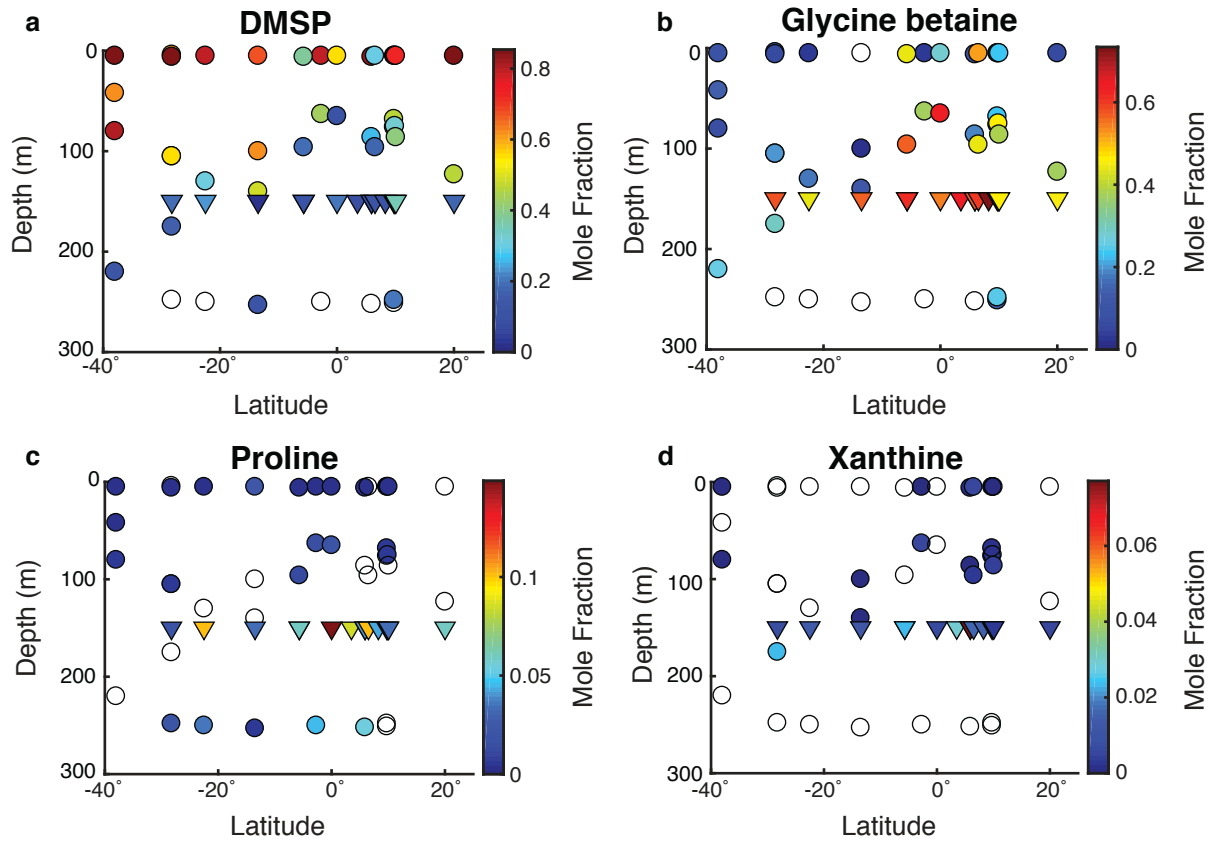 a
DMSP
0
100
200
300
Depth (m)
-40˚
-20˚
0˚
20˚
Latitude
0.8
0.6
0.4
0.2
0
Mole Fraction
b
Glycine betaine
0
100
200
300
Depth (m)
-40˚
-20˚
0˚
20˚
Latitude
0.6
0.4
0.2
0
Mole Fraction
c
Proline
0
100
200
300
Depth (m)
-40˚
-20˚
0˚
20˚
Latitude
0.1
0.05
0
Mole Fraction
d
Xanthine
0
100
200
300
Depth (m)
-40˚
-20˚
0˚
20˚
Latitude
0.06
0.04
0.02
0
Mole Fraction